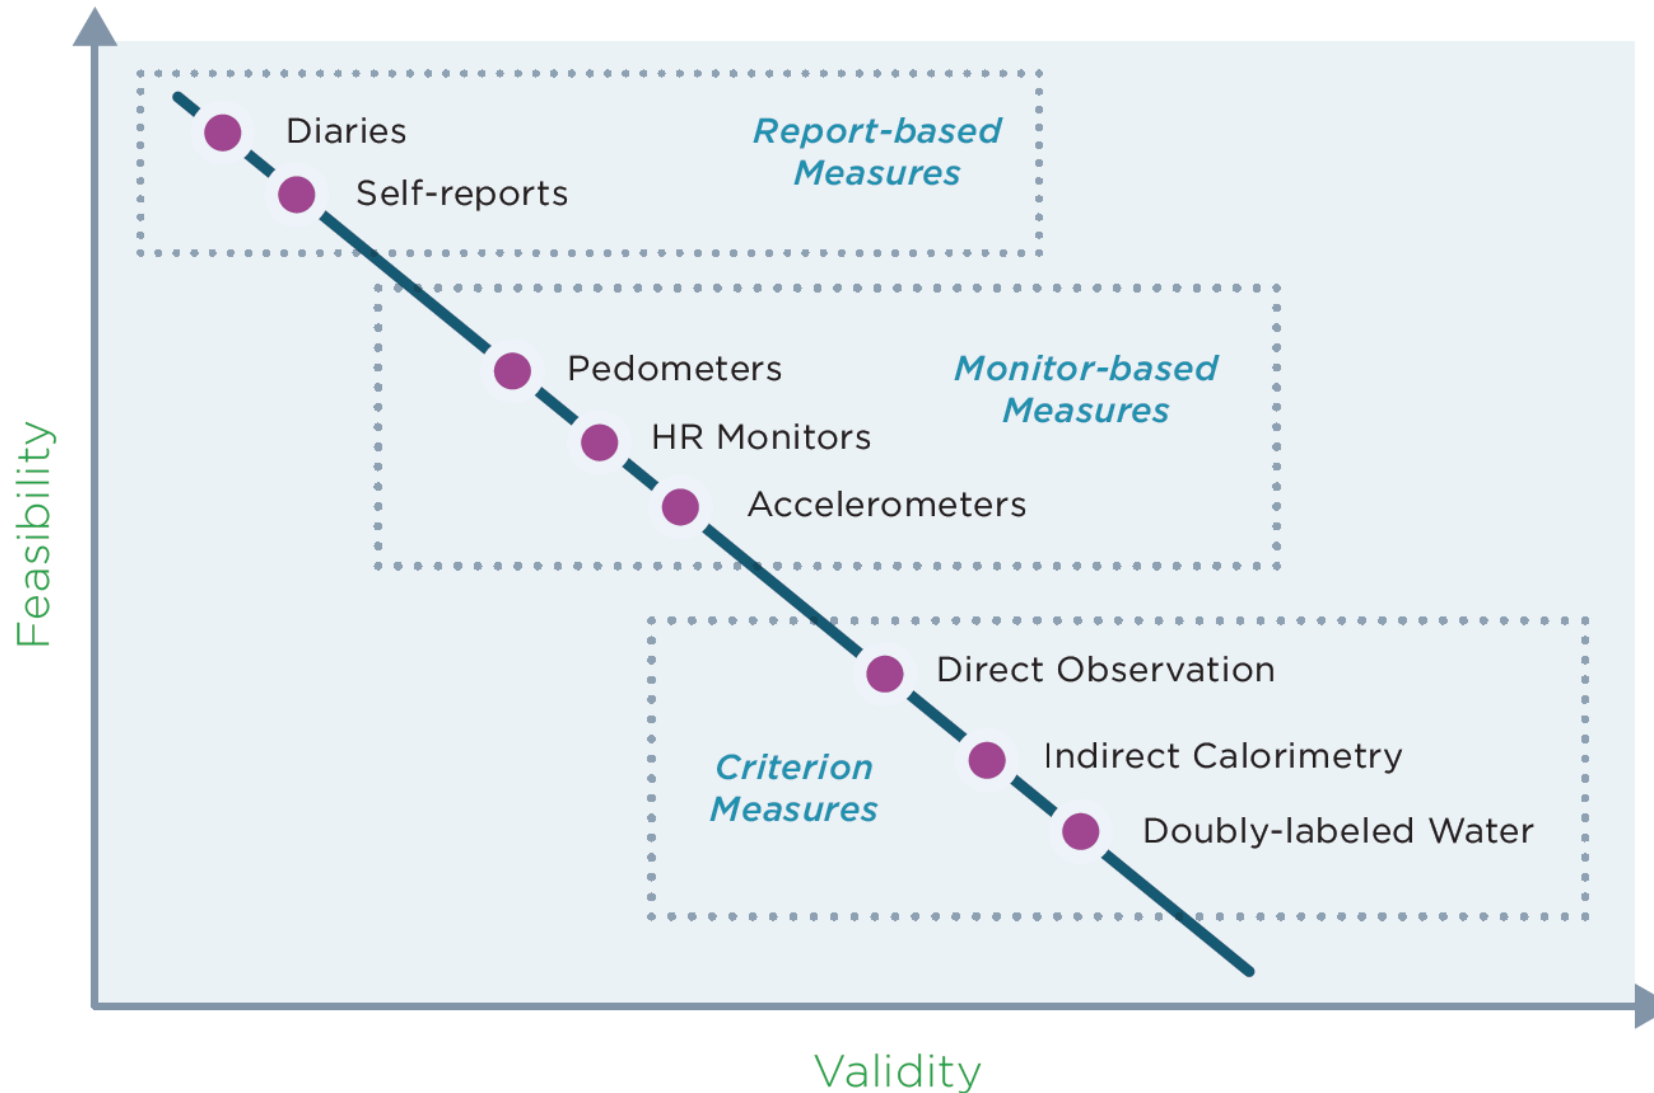 Diaries
Report-based
Measures
Self-reports
Pedometers
Monitor-based
Measures
HR Monitors
Accelerometers
Direct Observation
Indirect Calorimetry
Criterion
Measures
Doubly-labeled Water
Feasibility
Validity